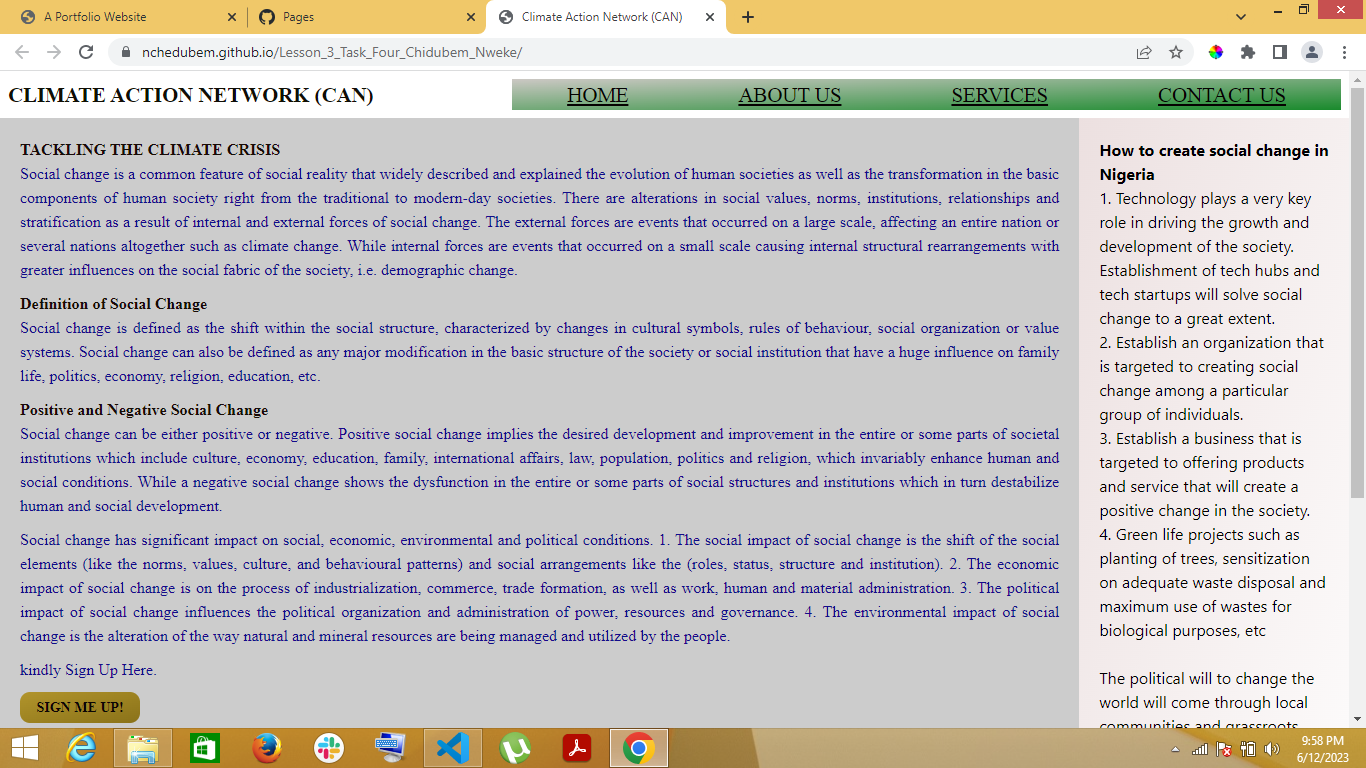 A Portfolio Website
Pages
Climate Action Network (CAN)
nchedubem.github.io/Lesson_3_Task_Four_Chidubem_Nweke/
CLIMATE ACTION NETWORK (CAN)
HOME ABOUT US SERVICES CONTACT US
TACKLING THE CLIMATE CRISIS
Social change is a common feature of social reality that widely described and explained the evolution of human societies as well as the transformation in the basic
components of human society right from the traditional to modern-day societies. There are alterations in social values, norms, institutions, relationships and
stratification as a result of internal and external forces of social change. The external forces are events that occurred on a large scale, affecting an entire nation or
several nations altogether such as climate change. While internal forces are events that occurred on a small scale causing internal structural rearrangements with
greater influences on the social fabric of the society, i.e. demographic change.
Definition of Social Change
Social change is defined as the shift within the social structure, characterized by changes in cultural symbols, rules of behaviour, social organization or value
systems. Social change can also be defined as any major modification in the basic structure of the society or social institution that have a huge influence on family
life, politics, economy, religion, education, etc.
Positive and Negative Social Change
Social change can be either positive or negative. Positive social change implies the desired development and improvement in the entire or some parts of societal
institutions which include culture, economy, education, family, international affairs, law, population, politics and religion, which invariably enhance human and
social conditions. While a negative social change shows the dysfunction in the entire or some parts of social structures and institutions which in turn destabilize
human and social development.
Social change has significant impact on social, economic, environmental and political conditions. 1. The social impact of social change is the shift of the social
elements (like the norms, values, culture, and behavioural patterns) and social arrangements like the (roles, status, structure and institution). 2. The economic
impact of social change is on the process of industrialization, commerce, trade formation, as well as work, human and material administration. 3. The political
impact of social change influences the political organization and administration of power, resources and governance. 4. The environmental impact of social
change is the alteration of the way natural and mineral resources are being managed and utilized by the people.
kindly Sign Up Here.
SIGN ME UP!
How to create social change in
Nigeria
1. Technology plays a very key
role in driving the growth and
development of the society.
Establishment of tech hubs and
tech startups will solve social
change to a great extent.
2. Establish an organization that
is targeted to creating social
change among a particular
group of individuals.
3. Establish a business that is
targeted to offering products
and service that will create a
positive change in the society.
4. Green life projects such as
planting of trees, sensitization
on adequate waste disposal and
maximum use of wastes for
biological purposes, etc
The political will to change the
world will come through local
communities and grassroots
9:58 PM
6/12/2023